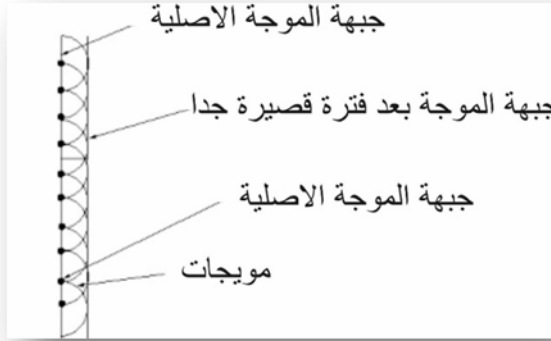 جبهة الموجة الاصلية
جبهة الموجة بعد فترة قصيرة جدا
جبهة الموجة الاصلية
مويجات